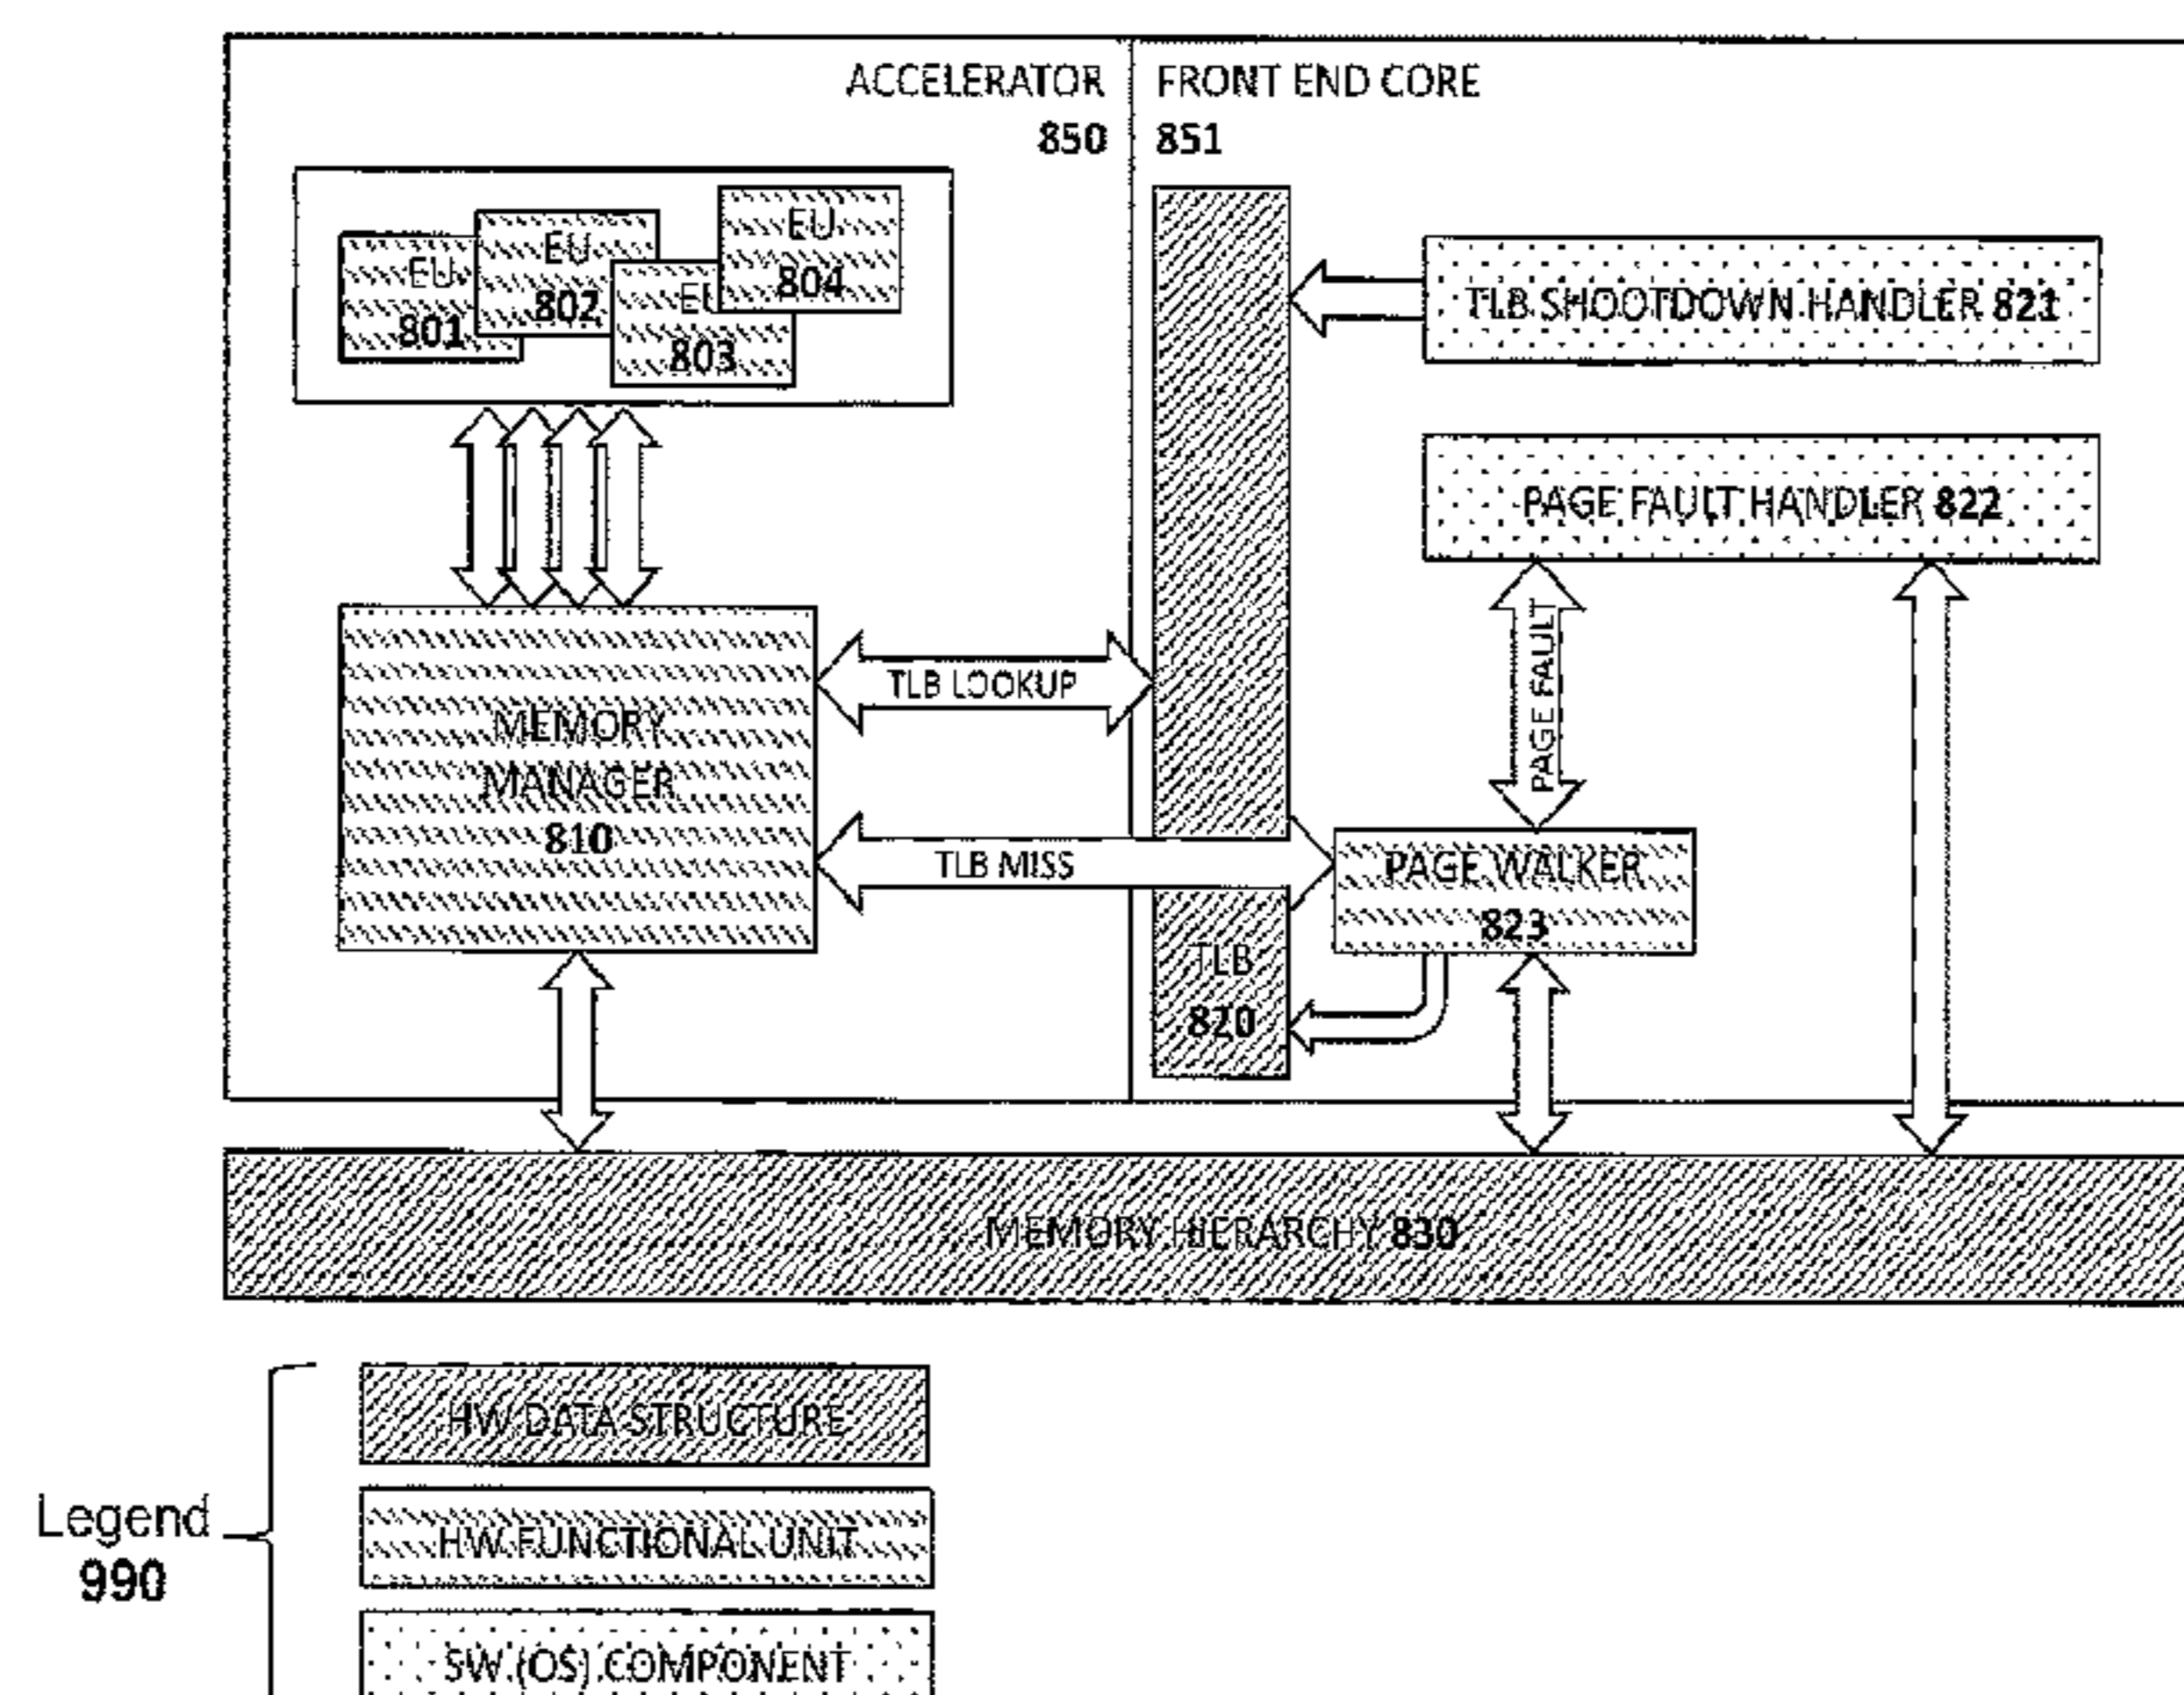 ACCELERATOR
850
FRONT END CORE
851
EU
801
EU
802
EU
803
EU
804
TLB SHOOTDOWN HANDLER 821
PAGE FAULT HANDLER 822
PAGE FAULT
MEMORY
MANAGER
810
TLB LOOKUP
TLB MISS
PAGE WALKER
823
TLB
820
MEMORY HIERARCHY 830
Legend
990
HW DATA STRUCTURE
HW FUNCTIONAL UNIT
SW (OS) COMPONENT